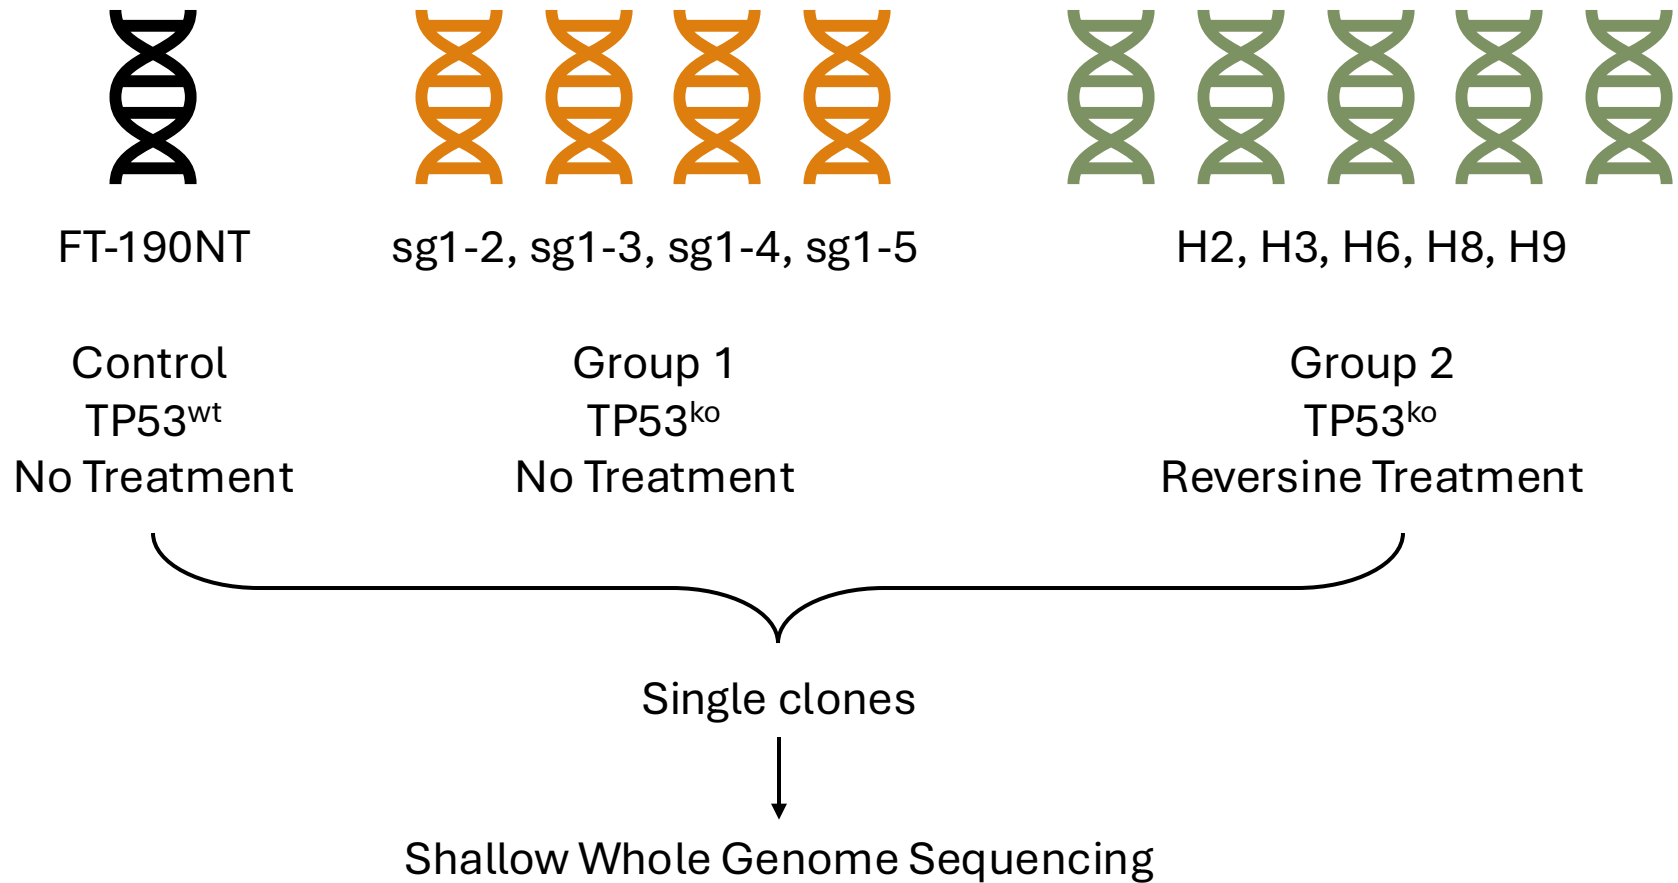 FT-190NT
sg1-2, sg1-3, sg1-4, sg1-5
H2, H3, H6, H8, H9
Control
TP53ʷᵗ
No Treatment
Group 1
TP53ᵏᵒ
No Treatment
Group 2
TP53ᵏᵒ
Reversine Treatment
Single clones
Shallow Whole Genome Sequencing